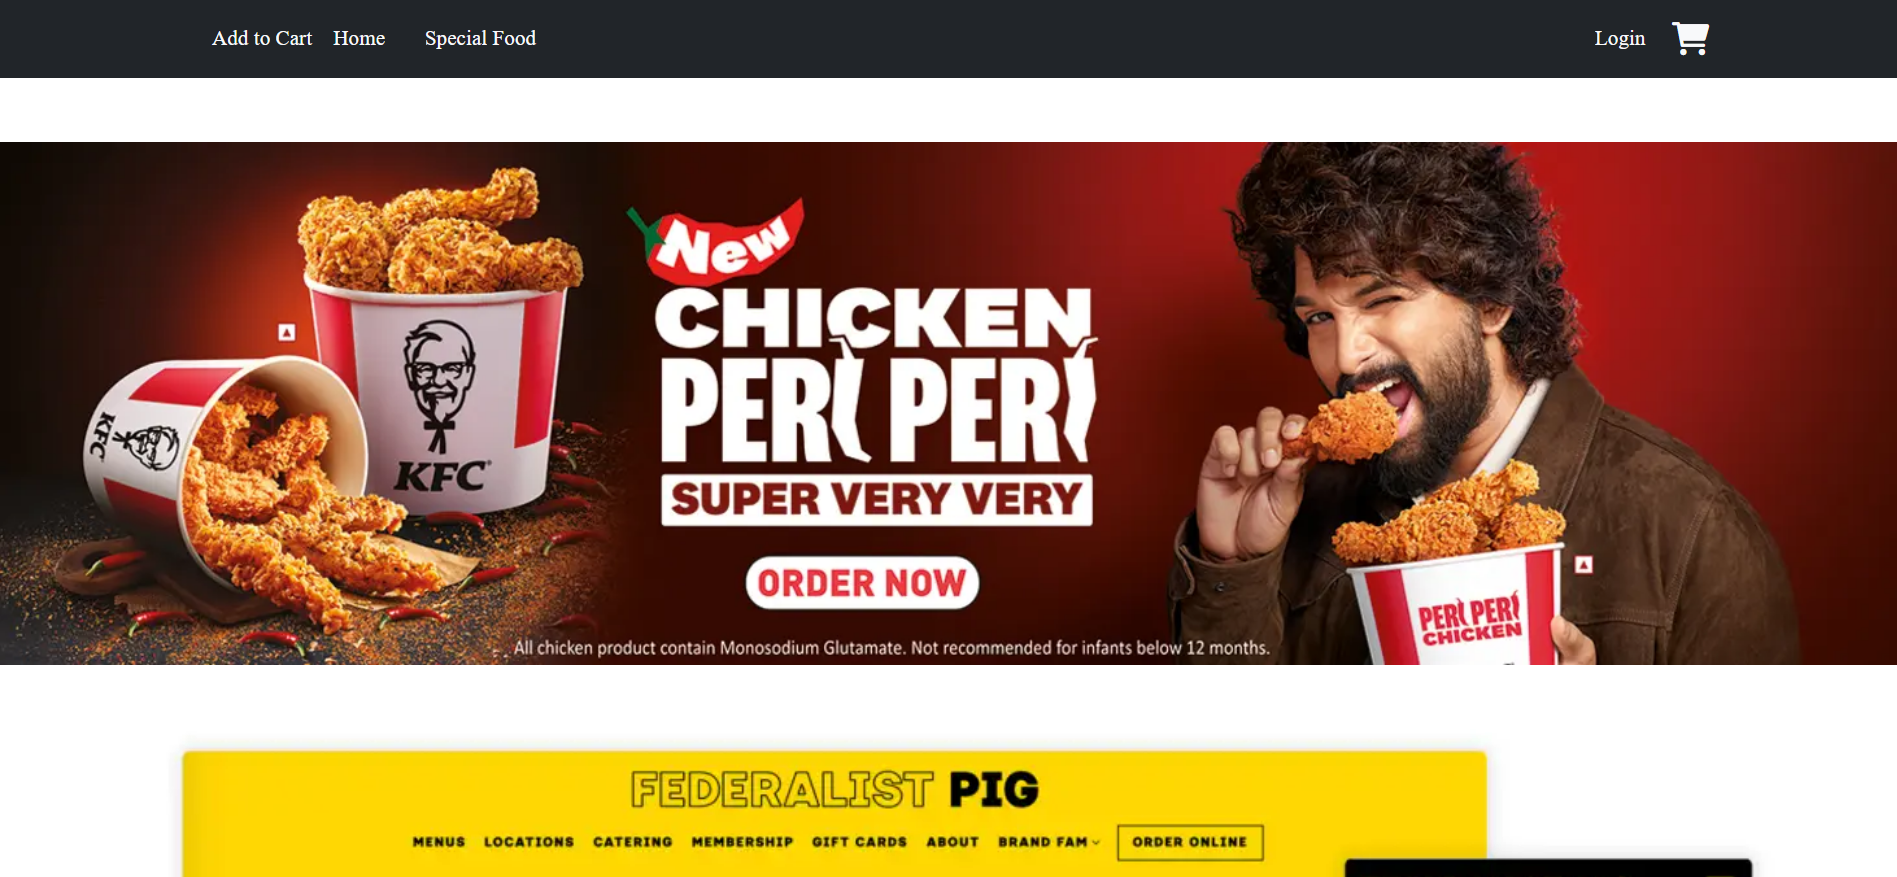 Add to Cart Home Special Food Login
New
CHICKEN
PERI PERI
SUPER VERY VERY
ORDER NOW
KFC
KFC
PERI PERI
CHICKEN
All chicken product contain Monosodium Glutamate. Not recommended for infants below 12 months.
FEDERALIST PIG
MENUS LOCATIONS CATERING MEMBERSHIP GIFT CARDS ABOUT BRAND FAM ORDER ONLINE